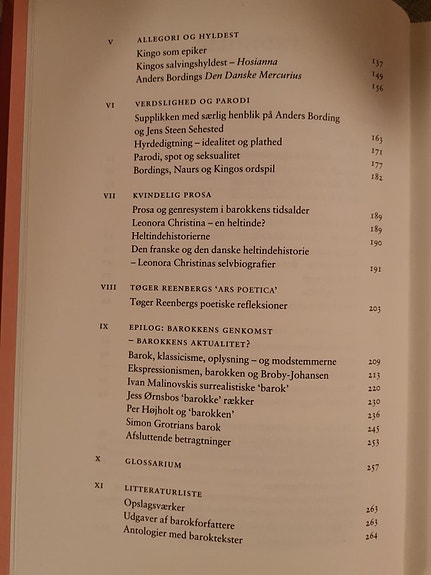 V ALLEGORI OG HYLDEST
Kingo som epiker 137
Kingos salvingshyldest – Hosianna 149
Anders Bordings Den Danske Mercurius 156
VI VERDSLIGHED OG PARODI
Supplikken med særlig henblik på Anders Bording
og Jens Steen Sehested 163
Hyrdedigtning – idealitet og plathed 171
Parodi, spot og seksualitet 177
Bordings, Naurs og Kingos ordspil 182
VII KVINDELIG PROSA
Prosa og genresystem i barokkens tidsalder 189
Leonora Christina – en heltinde? 189
Heltindehistorierne 190
Den franske og den danske heltindehistorie
– Leonora Christinas selvbiografier 191
VIII TØGER REENBERGS 'ARS POETICA'
Tøger Reenbergs poetiske refleksioner 203
IX EPILOG: BAROKKENS GENKOMST
– BAROKKENS AKTUALITET?
Barok, klassicisme, oplysning – og modstemmerne 209
Ekspressionismen, barokken og Broby-Johansen 213
Ivan Malinovskis surrealistiske 'barok' 220
Jess Ørnsbos 'barokke' rækker 230
Per Højholt og 'barokken' 236
Simon Grotrians barok 245
Afsluttende betragtninger 253
X GLOSSARIUM 257
XI LITTERATURLISTE
Opslagsværker 263
Udgaver af barokforfattere 263
Antologier med baroktekster 264